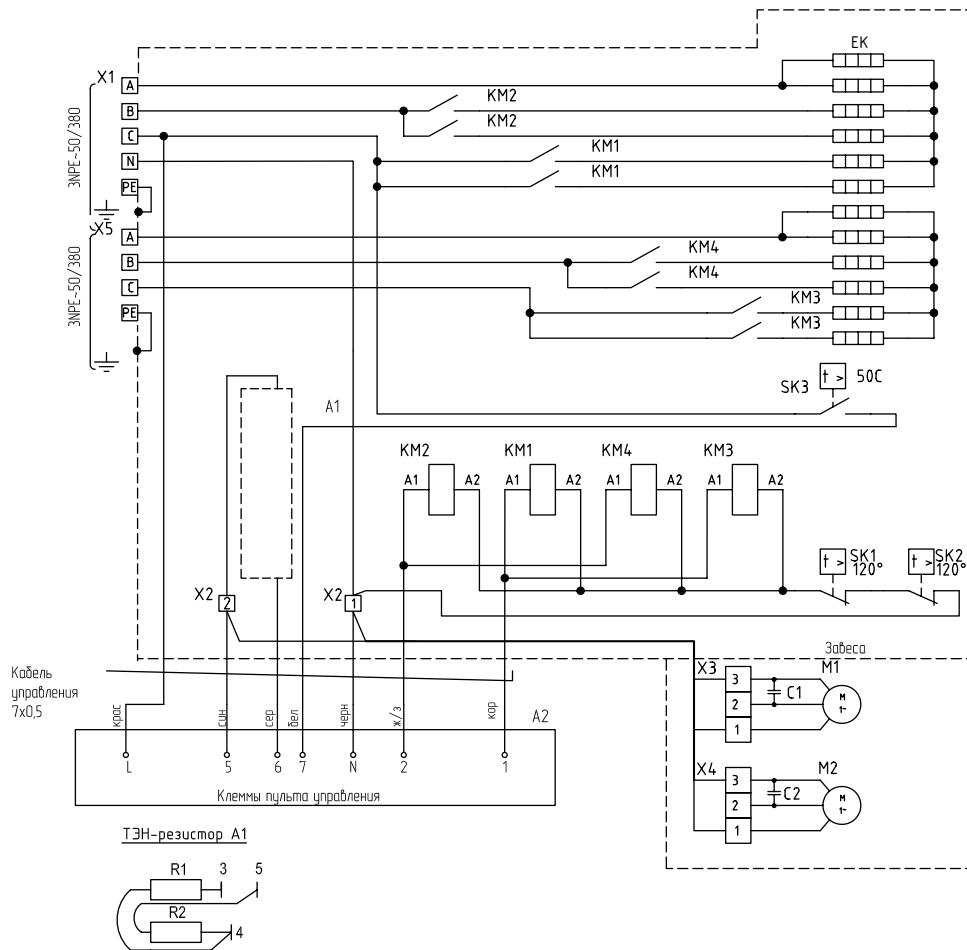 EK
X1
3NPE~50/380
A
B
C
N
PE
KM2
KM2
KM1
KM1
X5
3NPE~50/380
A
B
C
PE
KM4
KM4
KM3
KM3
t > 50C
SK3
A1
KM2
KM1
KM4
KM3
A1 A2
A1 A2
A1 A2
A1 A2
t > SK1
120°
t > SK2
120°
X2 2
X2 1
Завеса
Кабель
управления
7х0,5
крас
син
сер
бел
черн
ж/з
кор
A2
L 5 6 7 N 2 1
Клеммы пульта управления
X3
3
2
1
C1
M1
M
1~
X4
3
2
1
C2
M2
M
1~
ТЭН-резистор А1
R1 3 5
R2 4